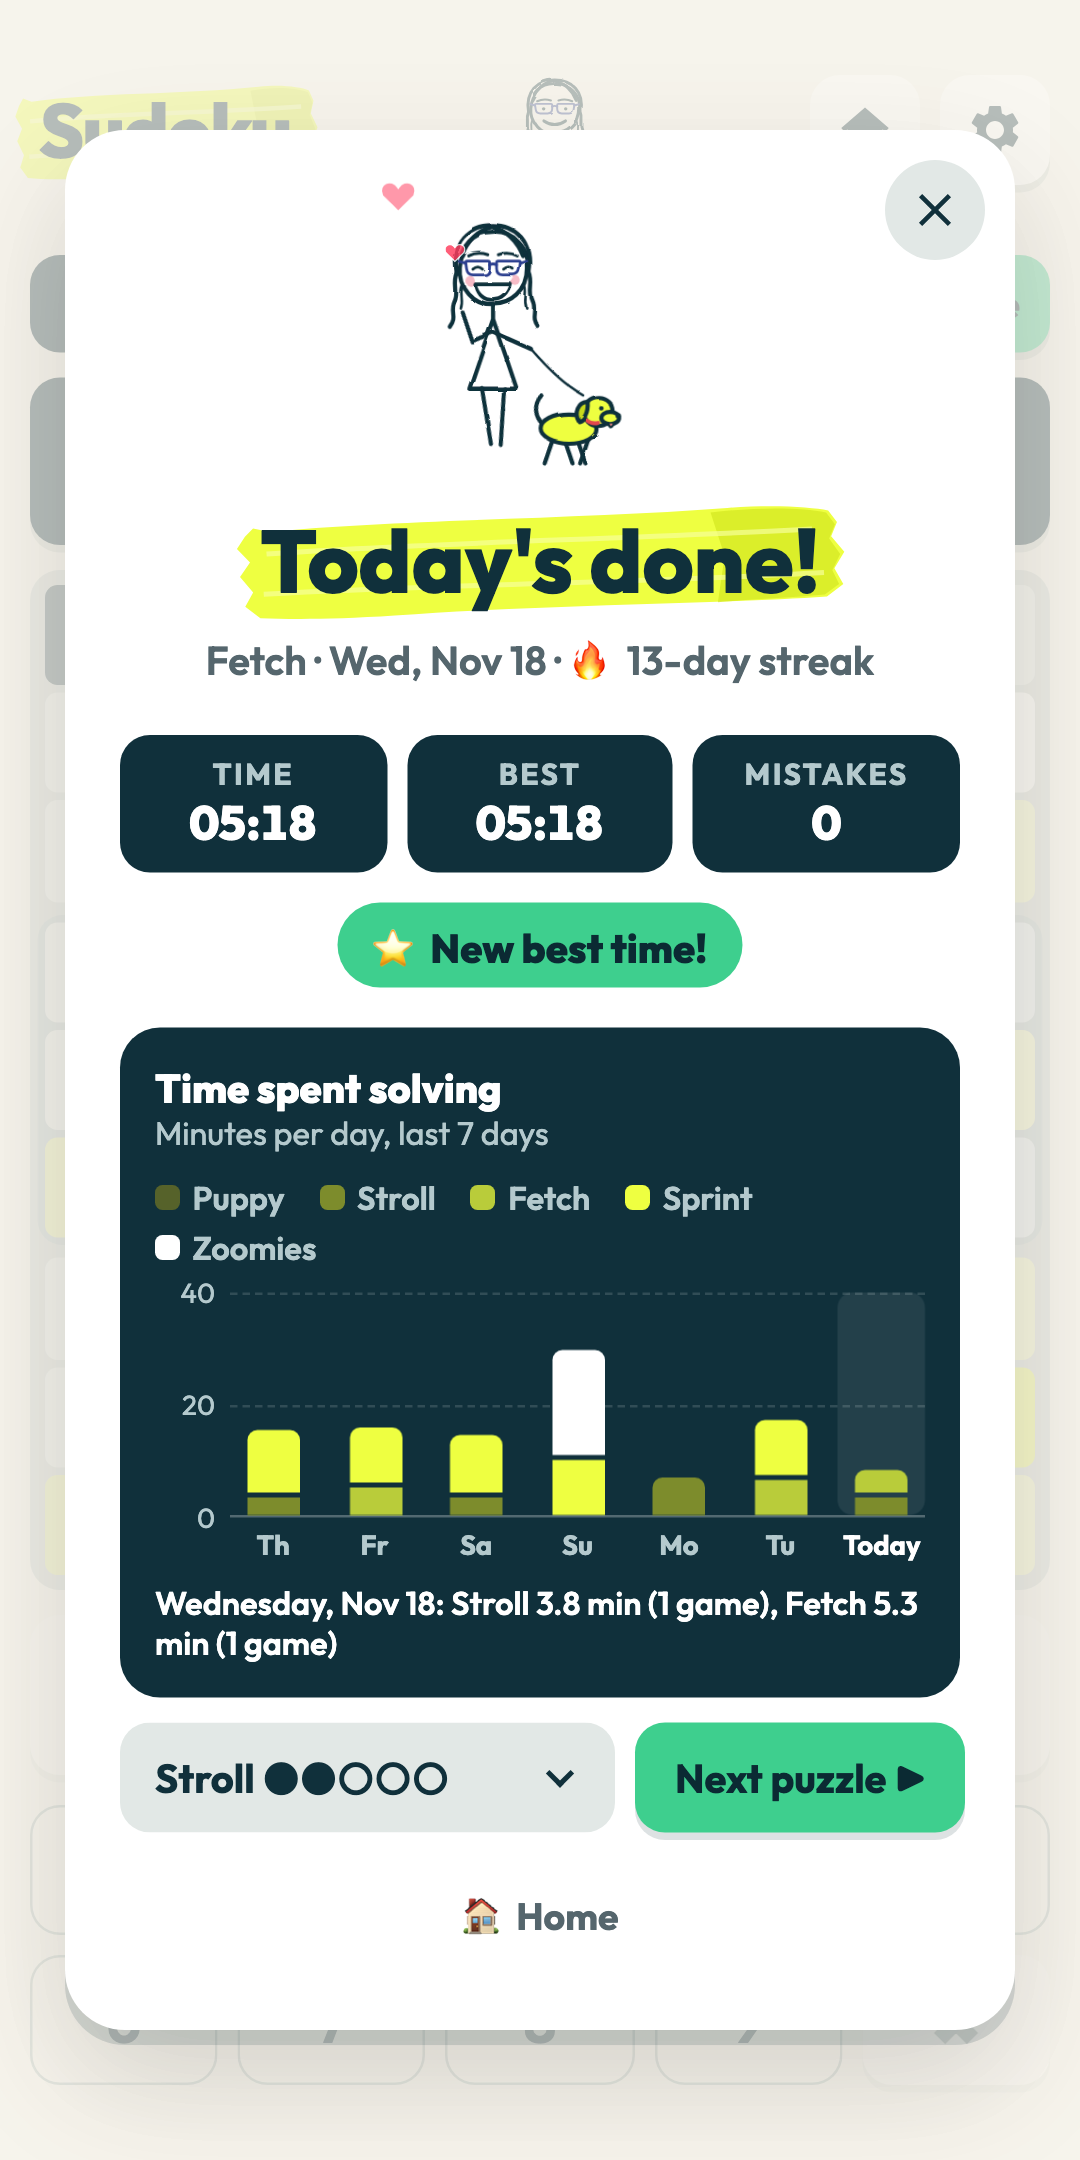 Sudoku
Today's done!
Fetch · Wed, Nov 18 · 🔥 13-day streak
TIME
05:18
BEST
05:18
MISTAKES
0
⭐ New best time!
Time spent solving
Minutes per day, last 7 days
Puppy Stroll Fetch Sprint
Zoomies
40
20
0
Th Fr Sa Su Mo Tu Today
Wednesday, Nov 18: Stroll 3.8 min (1 game), Fetch 5.3
min (1 game)
Stroll
Next puzzle
🏠 Home